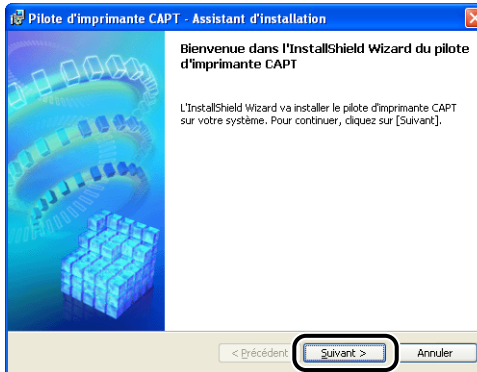 Pilote d'imprimante CAPT - Assistant d'installation
Bienvenue dans l'InstallShield Wizard du pilote
d'imprimante CAPT
L'InstallShield Wizard va installer le pilote d'imprimante CAPT
sur votre système. Pour continuer, cliquez sur [Suivant].
< Précédent Suivant > Annuler